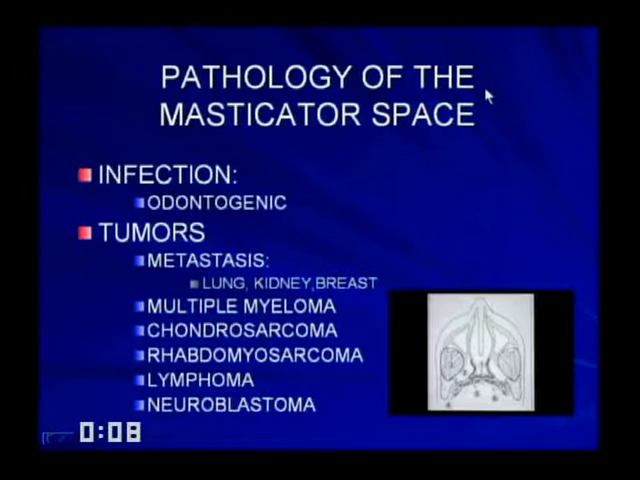 PATHOLOGY OF THE
MASTICATOR SPACE
INFECTION:
ODONTOGENIC
TUMORS
METASTASIS:
LUNG, KIDNEY,BREAST
MULTIPLE MYELOMA
CHONDROSARCOMA
RHABDOMYOSARCOMA
LYMPHOMA
NEUROBLASTOMA
0:08